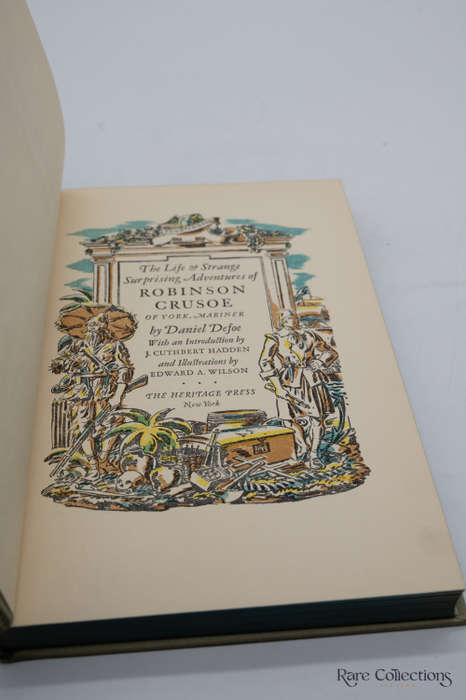 The Life & Strange
Surprising Adventures of
ROBINSON
CRUSOE
OF YORK, MARINER
by Daniel Defoe
With an Introduction by
J. CUTHBERT HADDEN
and Illustrations by
EDWARD A. WILSON
THE HERITAGE PRESS
New York
Rare Collections